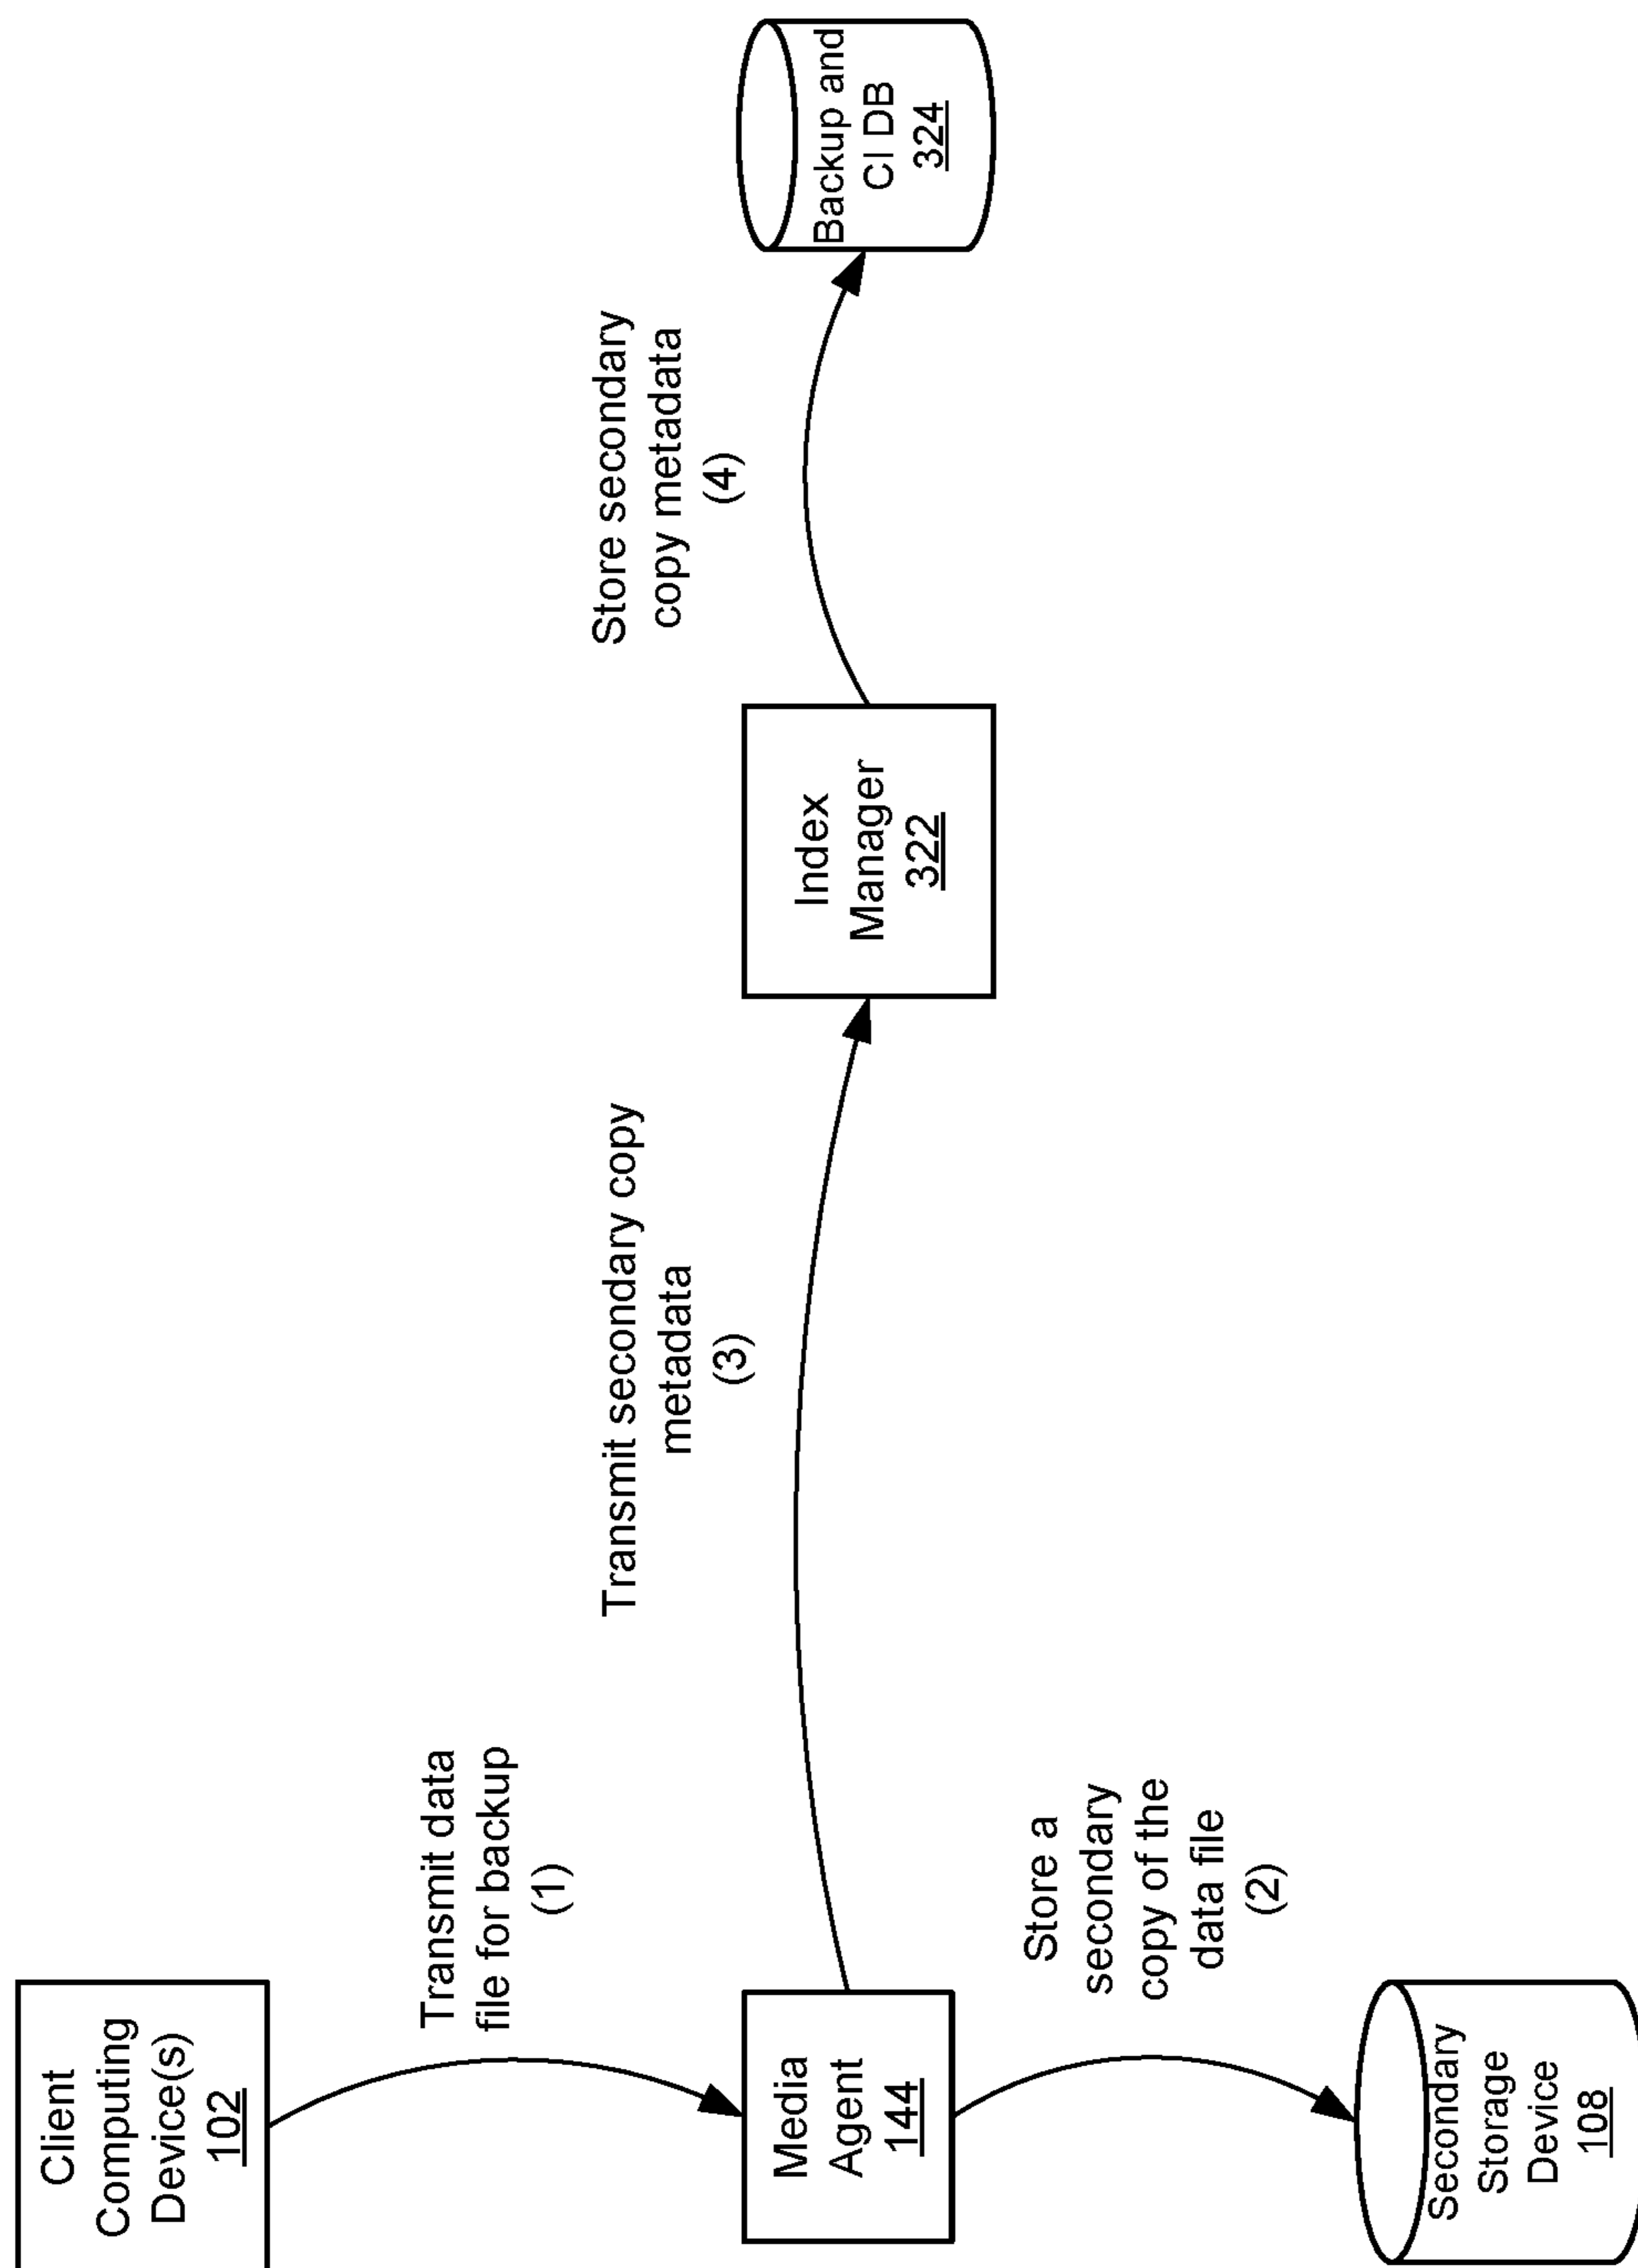 Client
Computing
Device(s)
102
Transmit data
file for backup
(1)
Media
Agent
144
Store a
secondary
copy of the
data file
(2)
Secondary
Storage
Device
108
Transmit secondary copy
metadata
(3)
Index
Manager
322
Store secondary
copy metadata
(4)
Backup and
CI DB
324